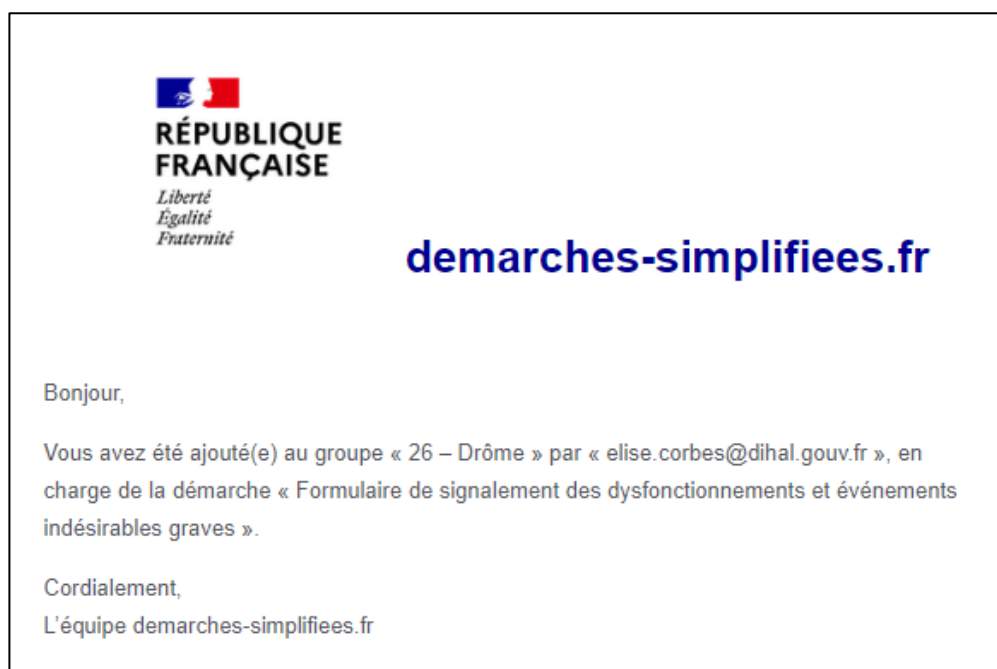 RÉPUBLIQUE
FRANÇAISE
Liberté
Égalité
Fraternité
demarches-simplifiees.fr
Bonjour,
Vous avez été ajouté(e) au groupe « 26 – Drôme » par « elise.corbes@dihal.gouv.fr », en
charge de la démarche « Formulaire de signalement des dysfonctionnements et événements
indésirables graves ».
Cordialement,
L’équipe demarches-simplifiees.fr